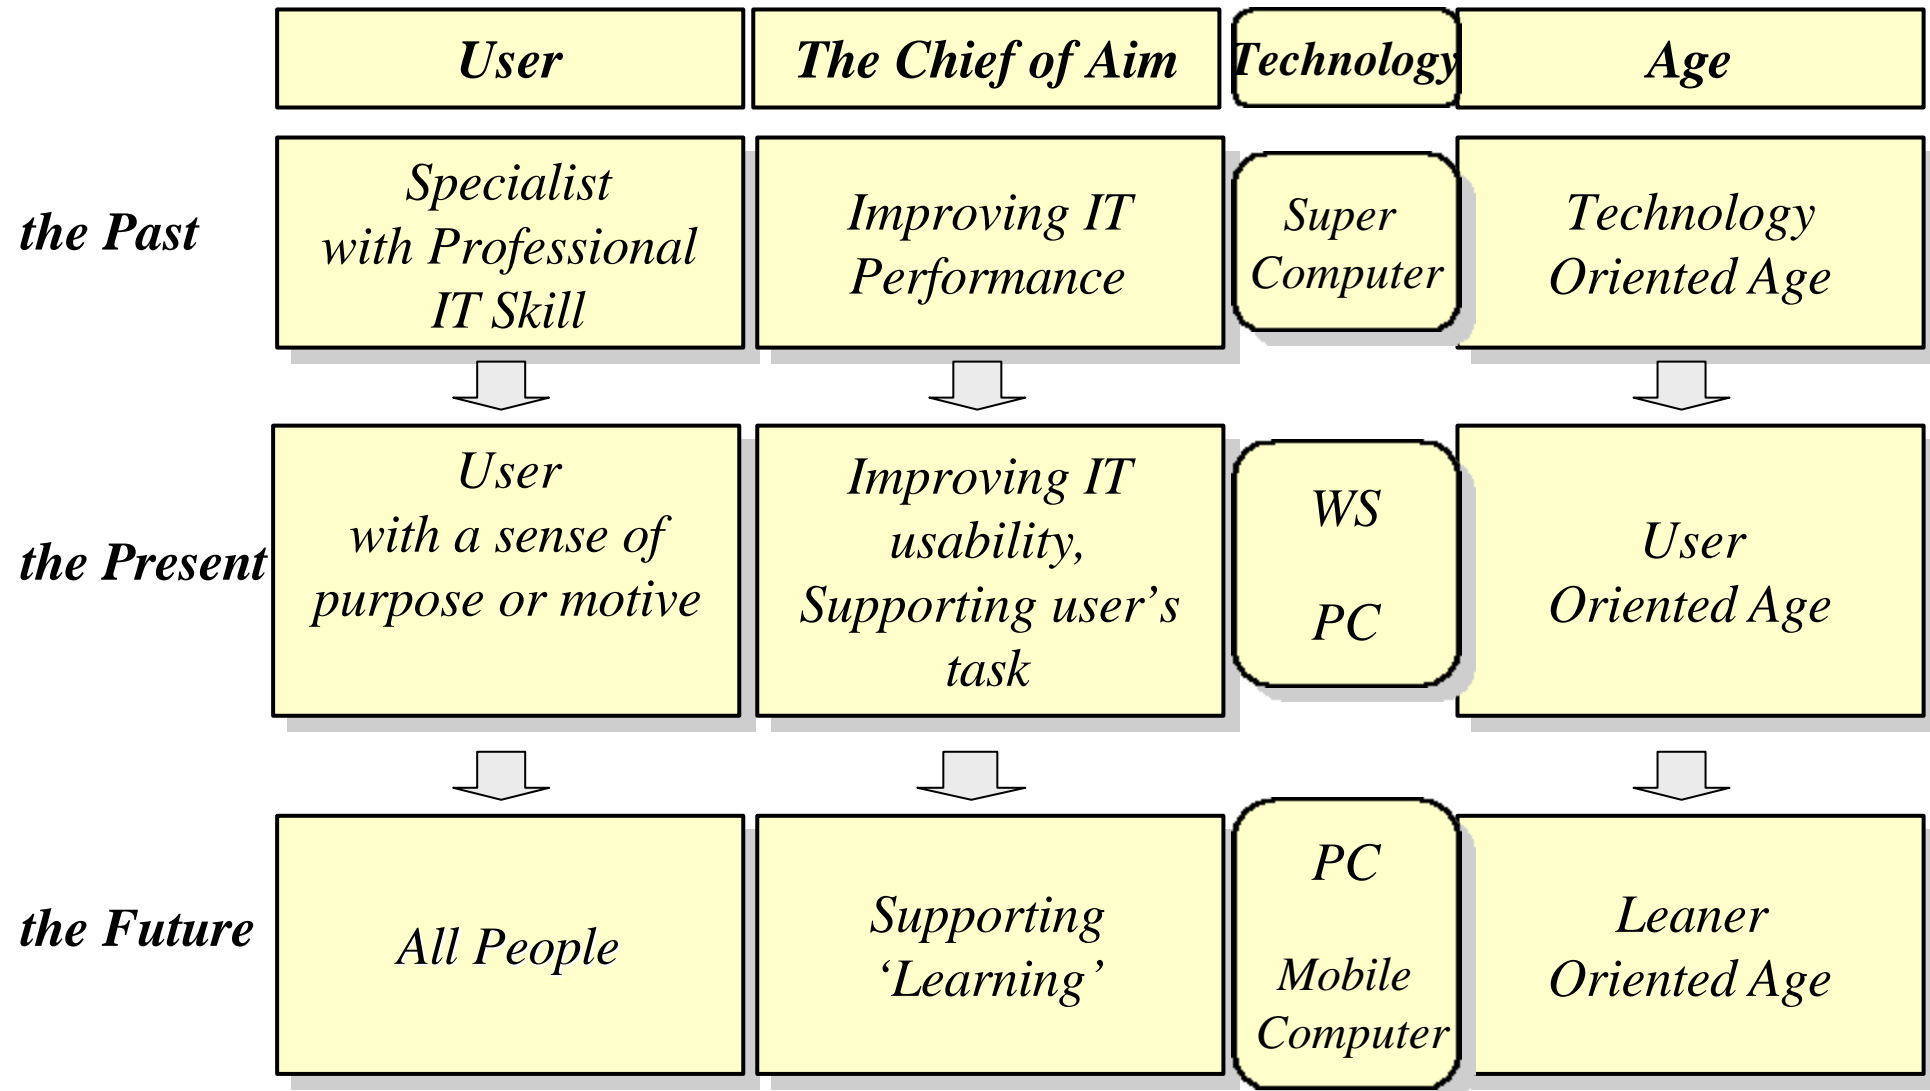 User
The Chief of Aim
Technology
Age
the Past
Specialist
with Professional
IT Skill
Improving IT
Performance
Super
Computer
Technology
Oriented Age
the Present
User
with a sense of
purpose or motive
Improving IT
usability,
Supporting user’s
task
WS
PC
User
Oriented Age
the Future
All People
Supporting
‘Learning’
PC
Mobile
Computer
Leaner
Oriented Age